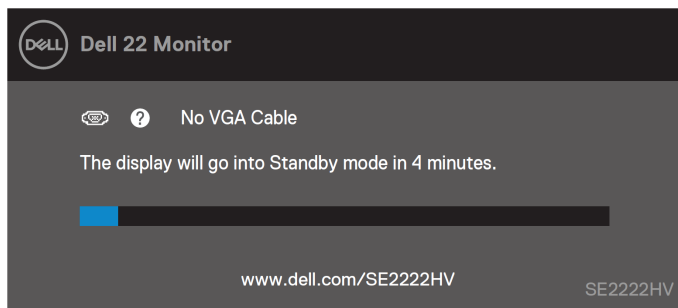 DELL Dell 22 Monitor
? No VGA Cable
The display will go into Standby mode in 4 minutes.
www.dell.com/SE2222HV
SE2222HV